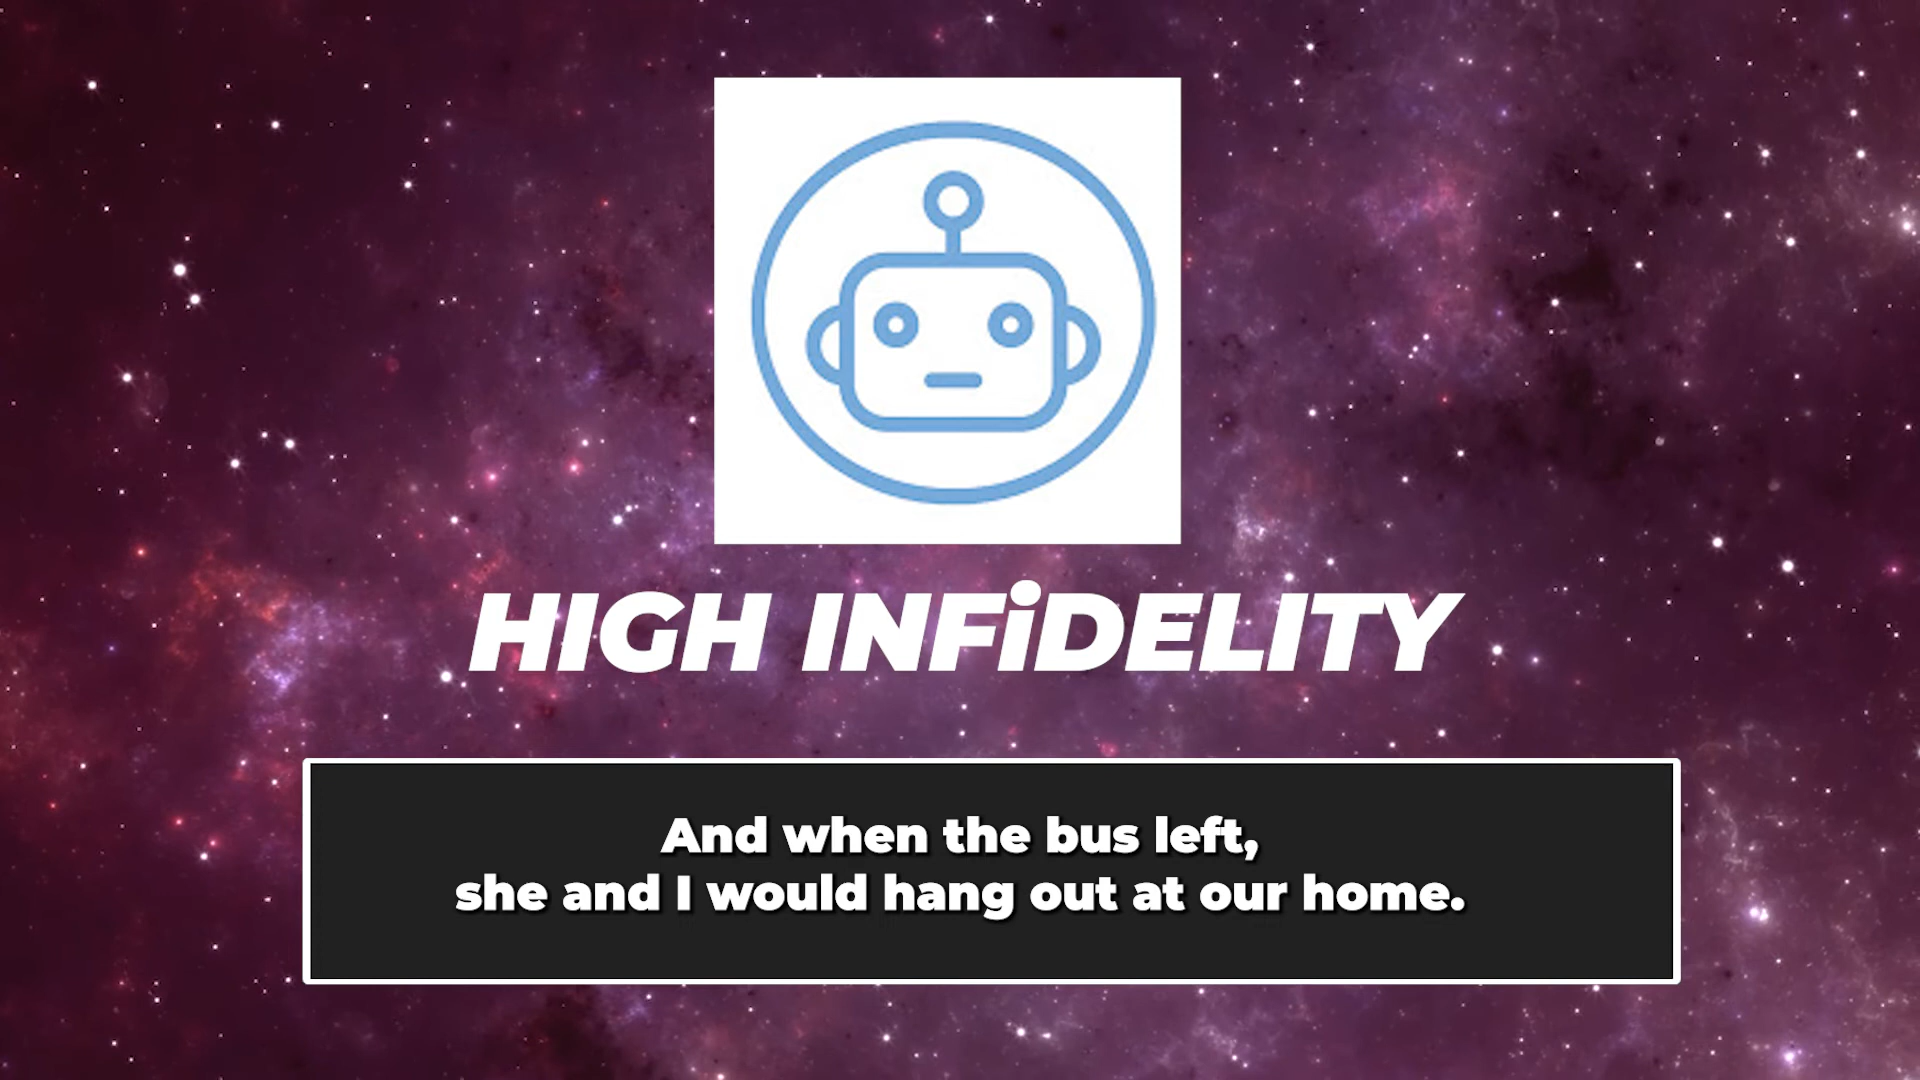 HIGH INFiDELITY
And when the bus left,
she and I would hang out at our home.